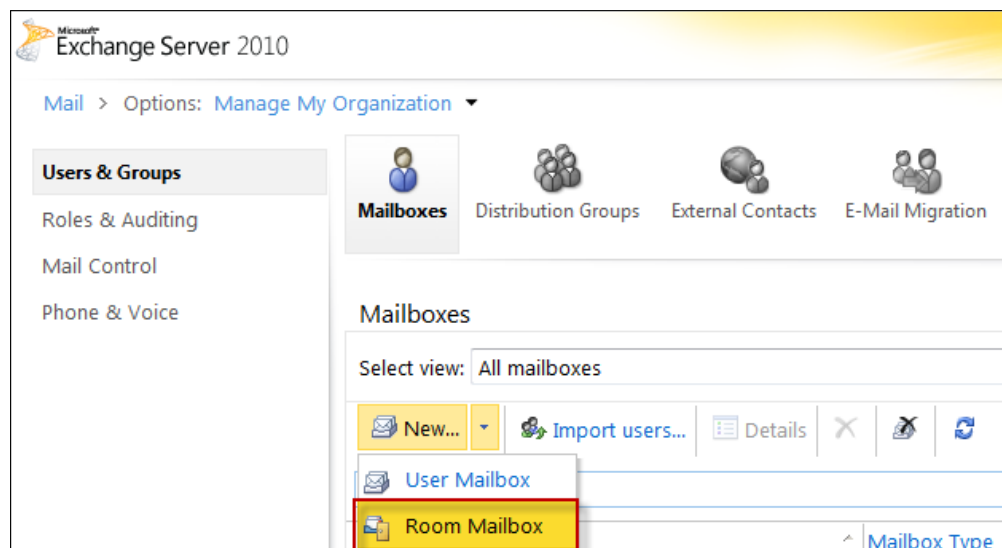 Microsoft®
Exchange Server 2010
Mail > Options: Manage My Organization
Users & Groups
Roles & Auditing
Mail Control
Phone & Voice
Mailboxes
Distribution Groups
External Contacts
E-Mail Migration
Mailboxes
Select view: All mailboxes
New...
Import users...
Details
User Mailbox
Room Mailbox
Mailbox Type